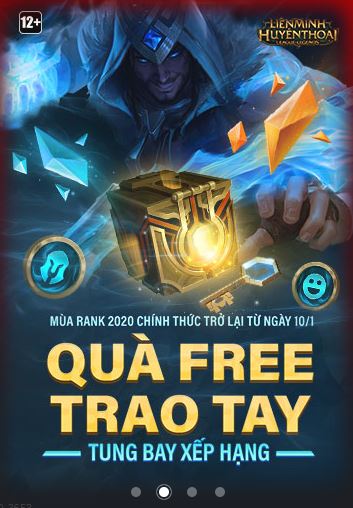 12+
LIÊN MINH
HUYỀN THOẠI
LEAGUE OF LEGENDS
MÙA RANK 2020 CHÍNH THỨC TRỞ LẠI TỪ NGÀY 10/1
QUÀ FREE
TRAO TAY
TUNG BAY XẾP HẠNG